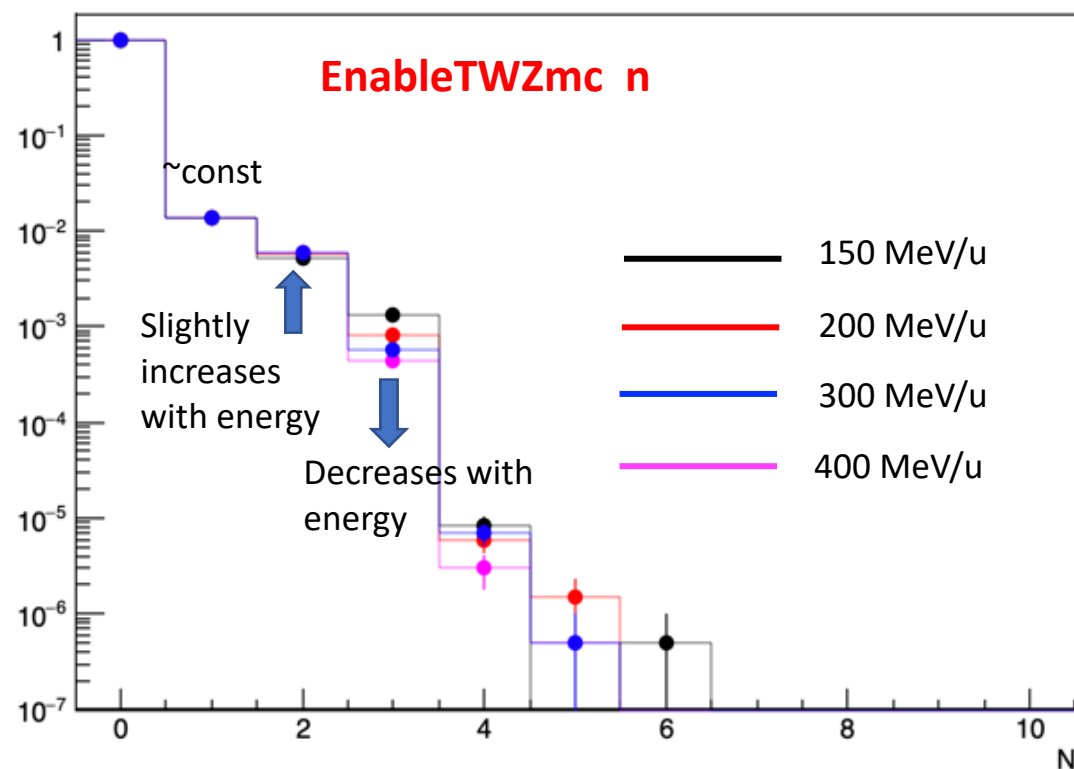 EnableTWZmc n
1
10⁻¹
~const
10⁻²
150 MeV/u
Slightly
increases
with energy
10⁻³
200 MeV/u
300 MeV/u
10⁻⁴
Decreases with
energy
400 MeV/u
10⁻⁵
10⁻⁶
10⁻⁷
0 2 4 6 8 10
N